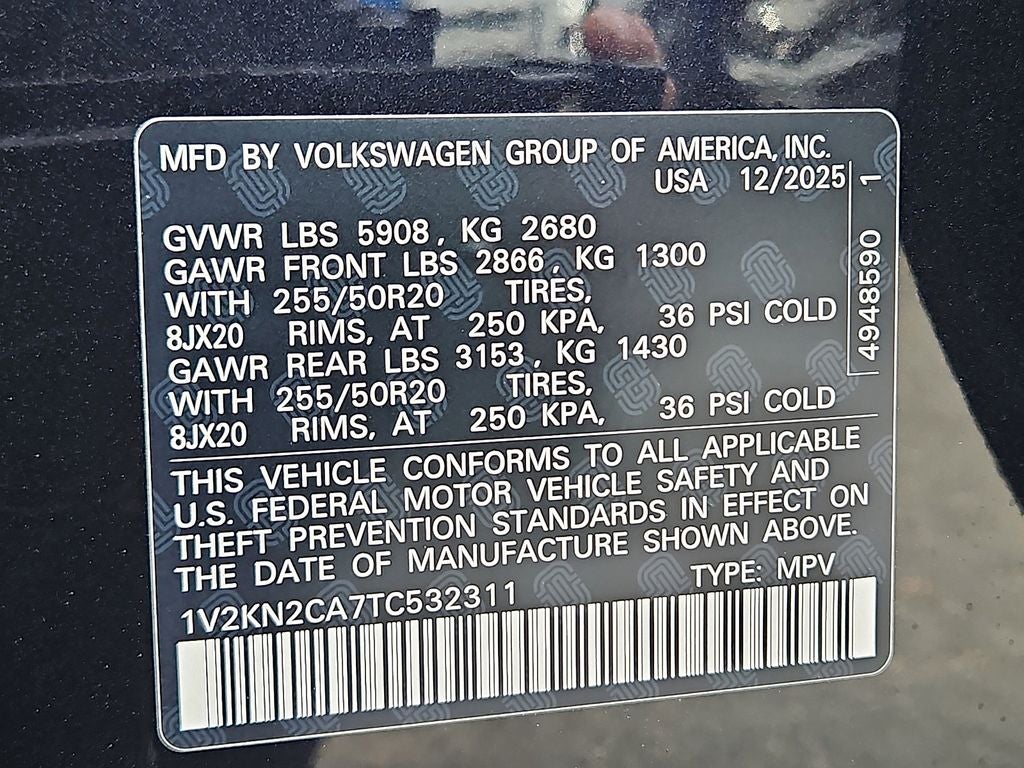 MFD BY VOLKSWAGEN GROUP OF AMERICA, INC.
USA 12/2025
GVWR LBS 5908, KG 2680
GAWR FRONT LBS 2866, KG 1300
WITH 255/50R20 TIRES,
8JX20 RIMS, AT 250 KPA, 36 PSI COLD
GAWR REAR LBS 3153, KG 1430
WITH 255/50R20 TIRES,
8JX20 RIMS, AT 250 KPA, 36 PSI COLD
4948590 1
THIS VEHICLE CONFORMS TO ALL APPLICABLE
U.S. FEDERAL MOTOR VEHICLE SAFETY AND
THEFT PREVENTION STANDARDS IN EFFECT ON
THE DATE OF MANUFACTURE SHOWN ABOVE.
TYPE: MPV
1V2KN2CA7TC532311